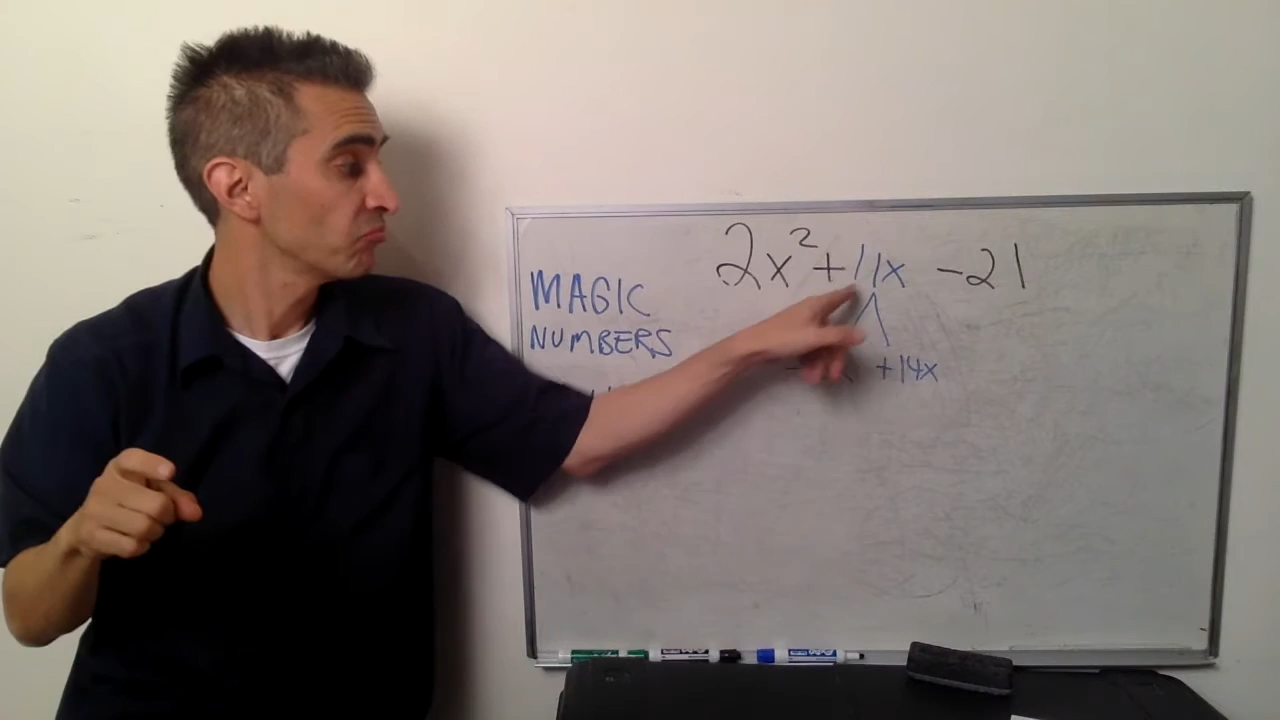 2x² + 11x - 21
MAGIC
NUMBERS
+14x